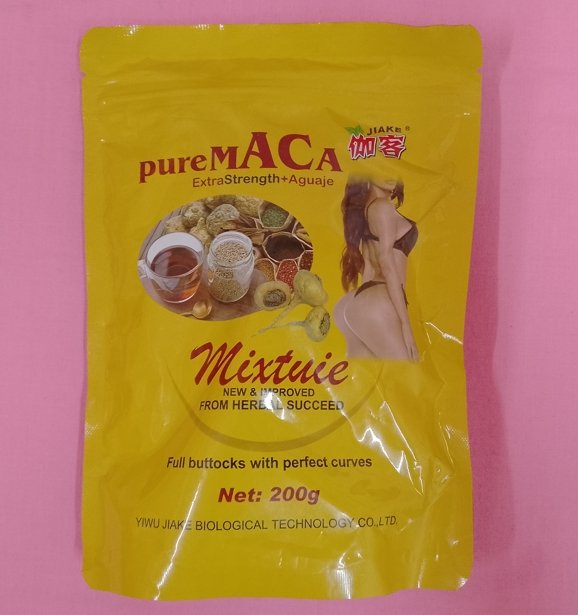 JIAKE®
伽客
pureMACA
ExtraStrength+Aguaje
Mixtuie
NEW & IMPROVED
FROM HERBAL SUCCEED
Full buttocks with perfect curves
Net: 200g
YIWU JIAKE BIOLOGICAL TECHNOLOGY CO.,LTD.